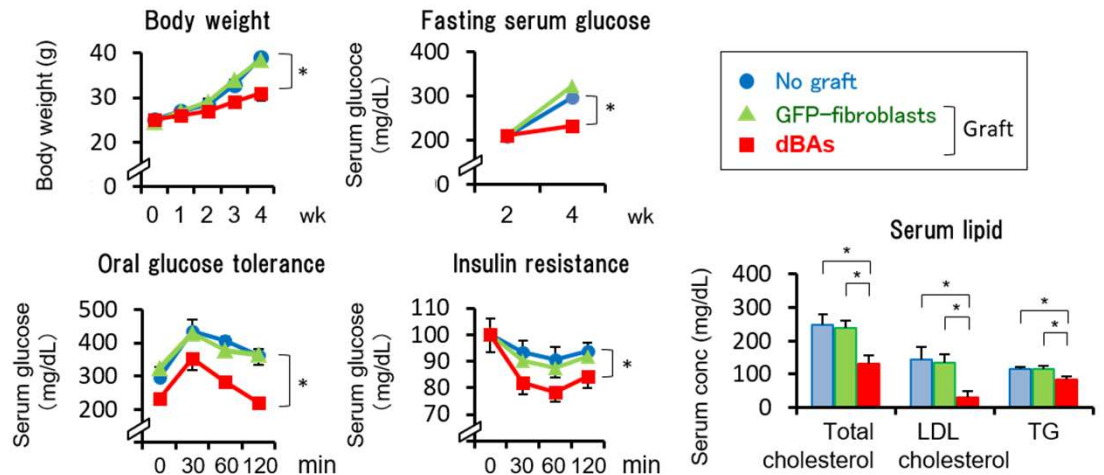 Body weight
Body weight (g)
40
30
20
0
0 1 2 3 4 wk
*
Fasting serum glucose
Serum glucoce
(mg/dL)
400
300
200
0
2 4 wk
*
No graft
GFP-fibroblasts
dBAs
Graft
Oral glucose tolerance
Serum glucose
(mg/dL)
500
400
300
200
0 30 60 120 min
*
Insulin resistance
Serum glucose
(mg/dL)
110
100
90
80
70
0 30 60 120 min
*
Serum lipid
Serum conc (mg/dL)
400
300
200
100
0
*
*
*
*
*
*
Total
cholesterol
LDL
cholesterol
TG